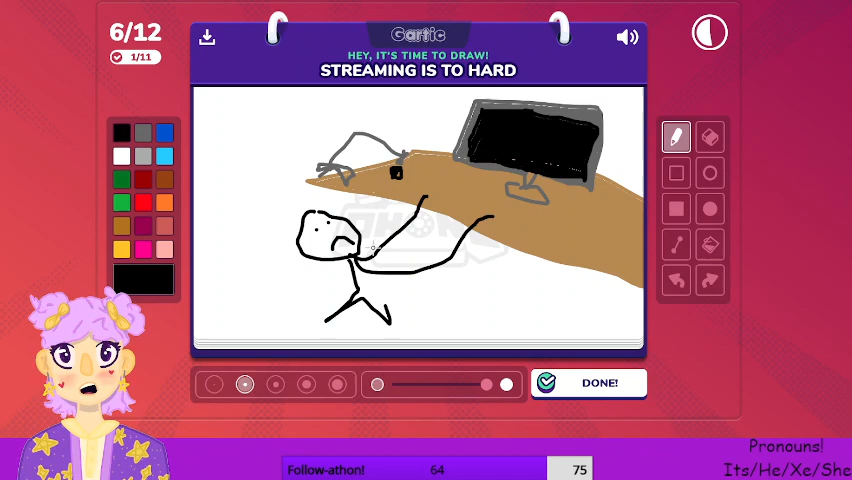 6/12
1/11
Gartic
HEY, IT'S TIME TO DRAW!
STREAMING IS TO HARD
DONE!
Pronouns!
Its/He/Xe/She
Follow-athon! 64 75